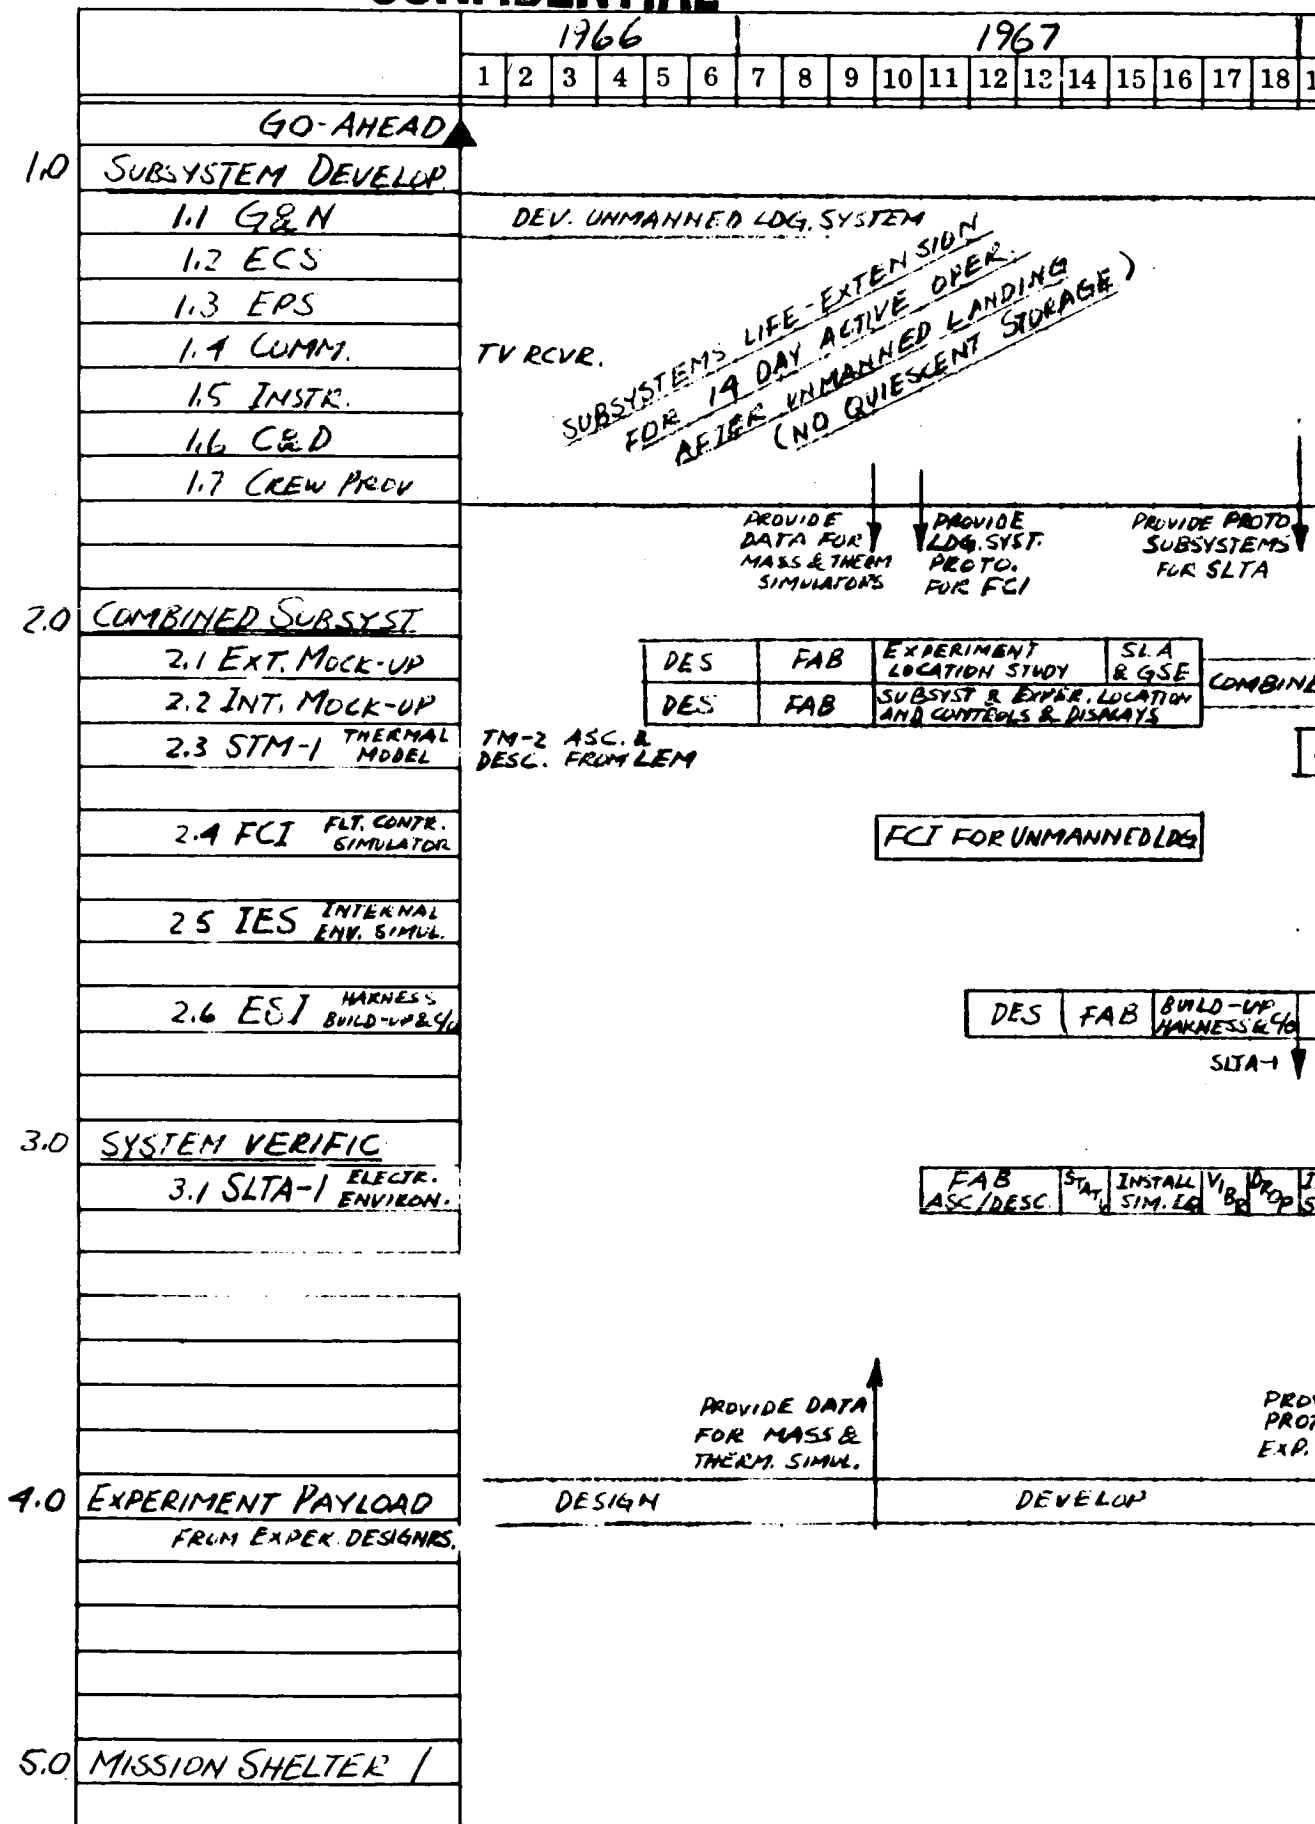 CONFIDENTIAL
1966 1967
1 2 3 4 5 6 7 8 9 10 11 12 13 14 15 16 17 18
GO-AHEAD
1.0 SUBSYSTEM DEVELOP.
1.1 G&N DEV. UNMANNED LDG. SYSTEM
1.2 ECS
1.3 EPS
1.4 COMM. TV RCVR.
1.5 INSTR.
1.6 C&D
1.7 CREW PROV
SUBSYSTEMS LIFE-EXTENSION
FOR 14 DAY ACTIVE OPER.
AFTER UNMANNED LANDING
(NO QUIESCENT STORAGE)
PROVIDE
DATA FOR
MASS & THERM
SIMULATORS
PROVIDE
LDG. SYST.
PROTO.
FOR FCI
PROVIDE PROTO
SUBSYSTEMS
FOR SLTA
2.0 COMBINED SUBSYST
2.1 EXT. MOCK-UP DES FAB EXPERIMENT
LOCATION STUDY SLA
& GSE
2.2 INT. MOCK-UP DES FAB SUBSYST & EXPER. LOCATION
AND CONTROLS & DISPLAYS
2.3 STM-1 THERMAL
MODEL
TM-2 ASC. &
DESC. FROM LEM
2.4 FCI FLT. CONTR.
SIMULATOR
FCI FOR UNMANNED LDG
2.5 IES INTERNAL
ENV. SIMUL.
2.6 ESI HARNESS
BUILD-UP & C/O
DES FAB BUILD-UP
HARNESS & C/O
SLTA-1
3.0 SYSTEM VERIFIC
3.1 SLTA-1 ELECTR.
ENVIRON.
FAB
ASC/DESC. STAT. INSTALL
SIM. EQ VIBR DROP
PROVIDE DATA
FOR MASS &
THERM. SIMUL.
EXP.
4.0 EXPERIMENT PAYLOAD DESIGN DEVELOP
FROM EXPER. DESIGNRS.
5.0 MISSION SHELTER 1